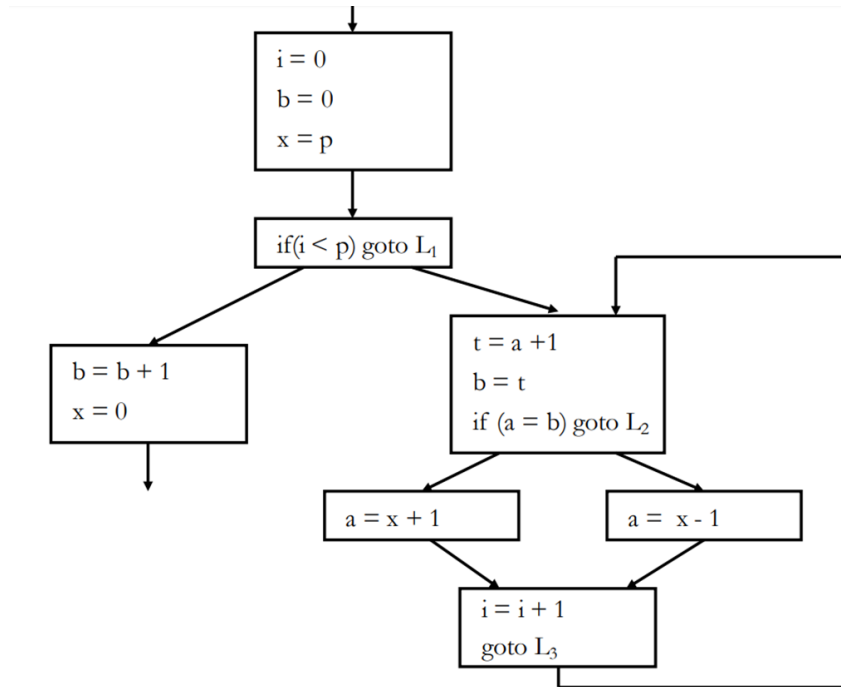 i = 0
b = 0
x = p
if(i < p) goto L₁
b = b + 1
x = 0
t = a +1
b = t
if (a = b) goto L₂
a = x + 1
a = x - 1
i = i + 1
goto L₃